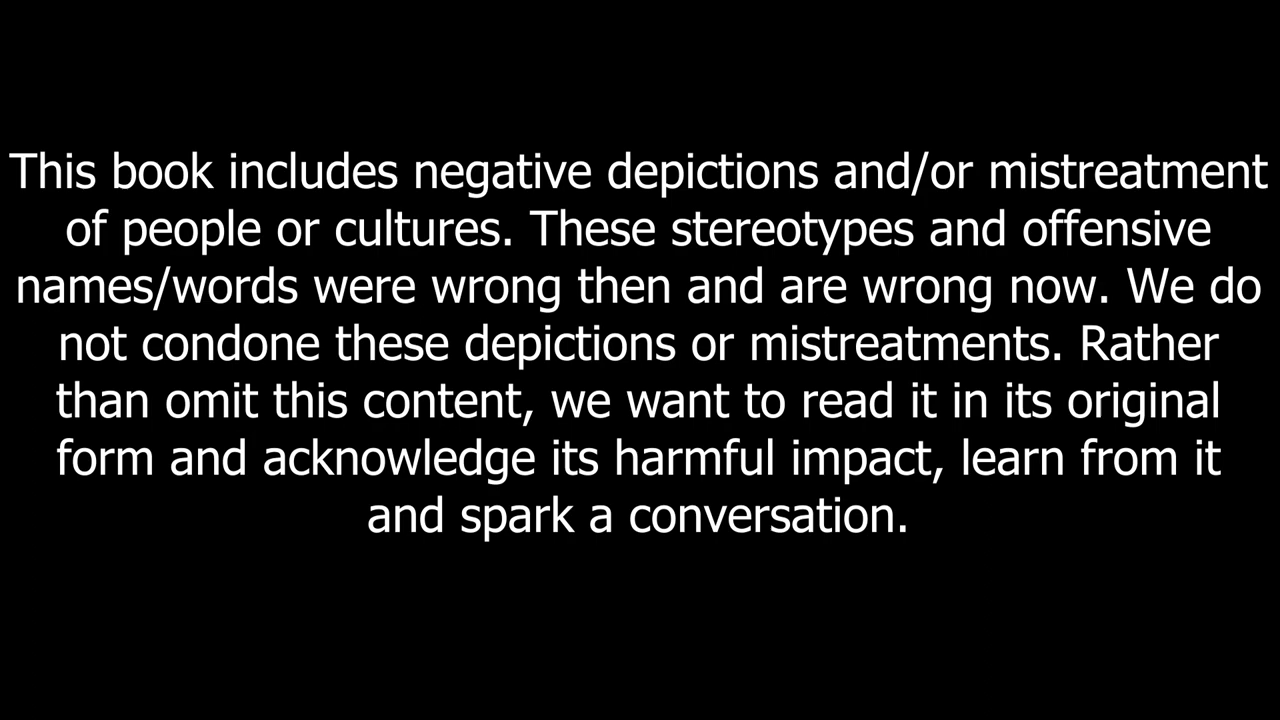 This book includes negative depictions and/or mistreatment
of people or cultures. These stereotypes and offensive
names/words were wrong then and are wrong now. We do
not condone these depictions or mistreatments. Rather
than omit this content, we want to read it in its original
form and acknowledge its harmful impact, learn from it
and spark a conversation.